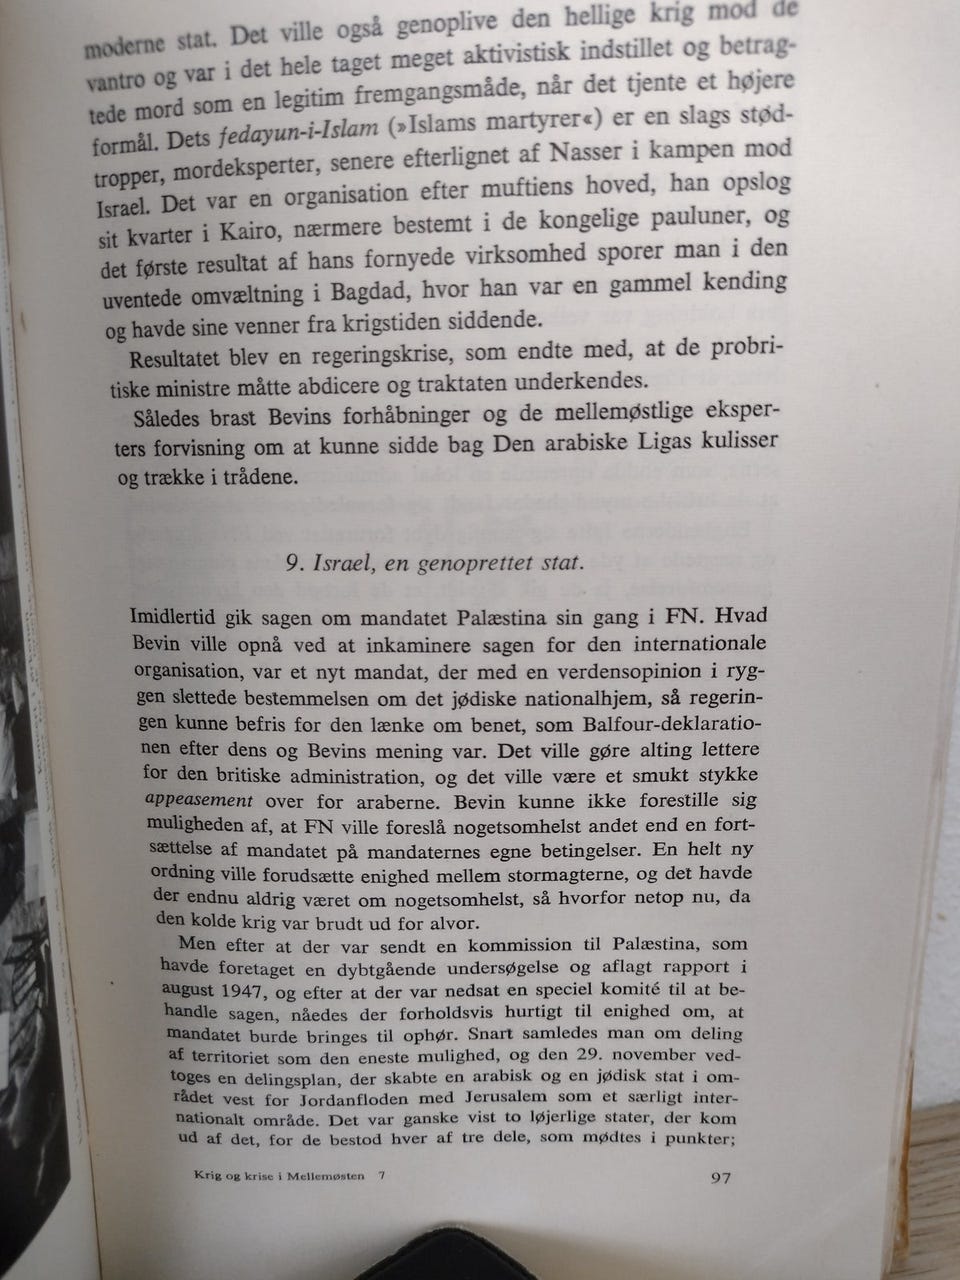 moderne stat. Det ville også genoplive den hellige krig mod de
vantro og var i det hele taget meget aktivistisk indstillet og betrag-
tede mord som en legitim fremgangsmåde, når det tjente et højere
formål. Dets fedayun-i-Islam (»Islams martyrer«) er en slags stød-
tropper, mordeksperter, senere efterlignet af Nasser i kampen mod
Israel. Det var en organisation efter muftiens hoved, han opslog
sit kvarter i Kairo, nærmere bestemt i de kongelige pauluner, og
det første resultat af hans fornyede virksomhed sporer man i den
uventede omvæltning i Bagdad, hvor han var en gammel kending
og havde sine venner fra krigstiden siddende.
Resultatet blev en regeringskrise, som endte med, at de probri-
tiske ministre måtte abdicere og traktaten underkendes.
Således brast Bevins forhåbninger og de mellemøstlige eksper-
ters forvisning om at kunne sidde bag Den arabiske Ligas kulisser
og trække i trådene.
9. Israel, en genoprettet stat.
Imidlertid gik sagen om mandatet Palæstina sin gang i FN. Hvad
Bevin ville opnå ved at inkaminere sagen for den internationale
organisation, var et nyt mandat, der med en verdensopinion i ryg-
gen slettede bestemmelsen om det jødiske nationalhjem, så regerin-
gen kunne befris for den lænke om benet, som Balfour-deklaratio-
nen efter dens og Bevins mening var. Det ville gøre alting lettere
for den britiske administration, og det ville være et smukt stykke
appeasement over for araberne. Bevin kunne ikke forestille sig
muligheden af, at FN ville foreslå nogetsomhelst andet end en fort-
sættelse af mandatet på mandaternes egne betingelser. En helt ny
ordning ville forudsætte enighed mellem stormagterne, og det havde
der endnu aldrig været om nogetsomhelst, så hvorfor netop nu, da
den kolde krig var brudt ud for alvor.
Men efter at der var sendt en kommission til Palæstina, som
havde foretaget en dybtgående undersøgelse og aflagt rapport i
august 1947, og efter at der var nedsat en speciel komité til at be-
handle sagen, nåedes der forholdsvis hurtigt til enighed om, at
mandatet burde bringes til ophør. Snart samledes man om deling
af territoriet som den eneste mulighed, og den 29. november ved-
toges en delingsplan, der skabte en arabisk og en jødisk stat i om-
rådet vest for Jordanfloden med Jerusalem som et særligt inter-
nationalt område. Det var ganske vist to løjerlige stater, der kom
ud af det, for de bestod hver af tre dele, som mødtes i punkter;
Krig og krise i Mellemøsten 7
97